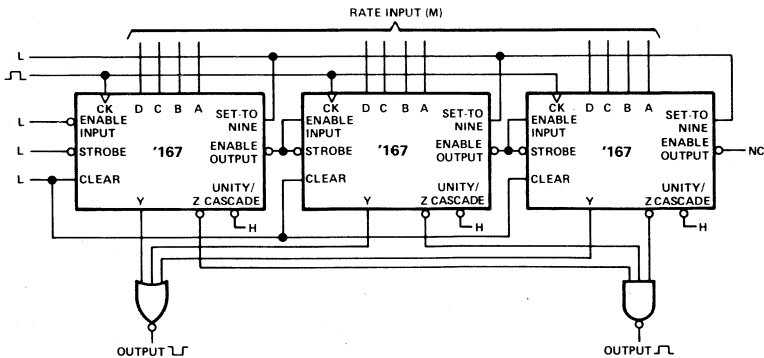 RATE INPUT (M)
L
CK D C B A
CK D C B A
CK D C B A
L
ENABLE
INPUT
SET-TO
NINE
ENABLE
INPUT
SET-TO
NINE
ENABLE
INPUT
SET-TO
NINE
L
STROBE
'167
ENABLE
OUTPUT
STROBE
'167
ENABLE
OUTPUT
STROBE
'167
ENABLE
OUTPUT
NC
L
CLEAR
UNITY/
CASCADE
Y
Z
H
CLEAR
UNITY/
CASCADE
Y
Z
H
CLEAR
UNITY/
CASCADE
Y
Z
H
OUTPUT
OUTPUT